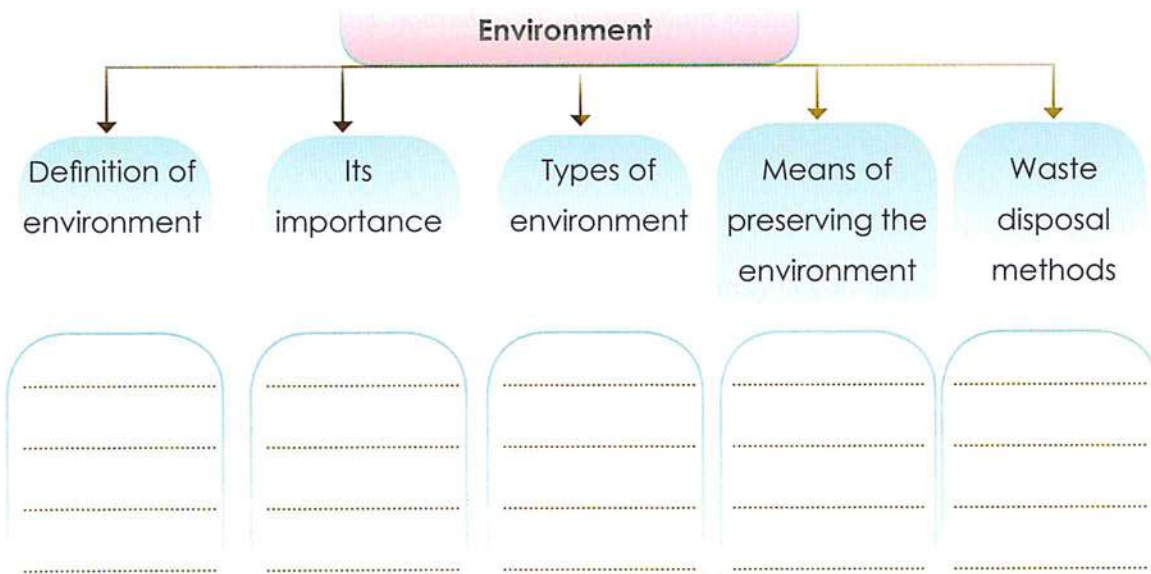 Environment
Definition of
environment
Its
importance
Types of
environment
Means of
preserving the
environment
Waste
disposal
methods